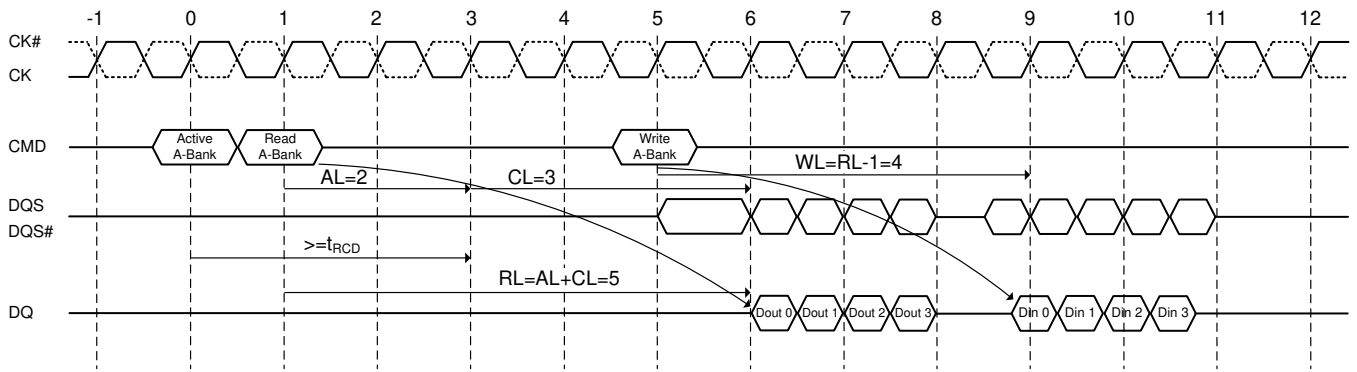 -1 0 1 2 3 4 5 6 7 8 9 10 11 12
CK#
CK
CMD
Active
A-Bank
Read
A-Bank
Write
A-Bank
WL=RL-1=4
AL=2
CL=3
DQS
DQS#
>=tRCD
RL=AL+CL=5
DQ
Dout 0 Dout 1 Dout 2 Dout 3
Din 0 Din 1 Din 2 Din 3